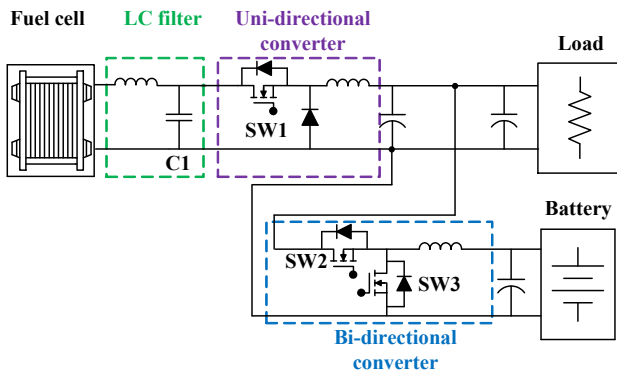 Fuel cell
LC filter
Uni-directional
converter
Load
SW1
C1
Battery
SW2
SW3
Bi-directional
converter